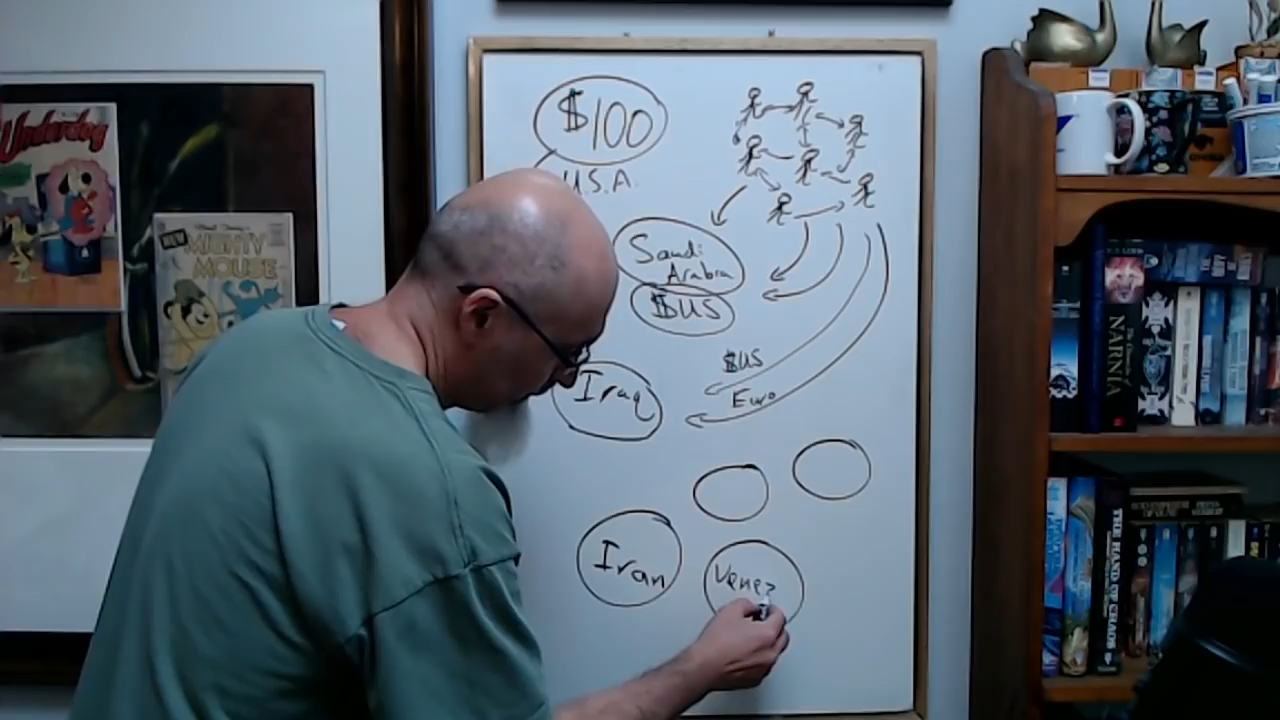 $100
U.S.A.
Saudi
Arabia
$US
$US
Euro
Iraq
Iran
Venez
Underdog
NEW
MIGHTY
MOUSE
NARNIA
THE HAND OF CHAOS